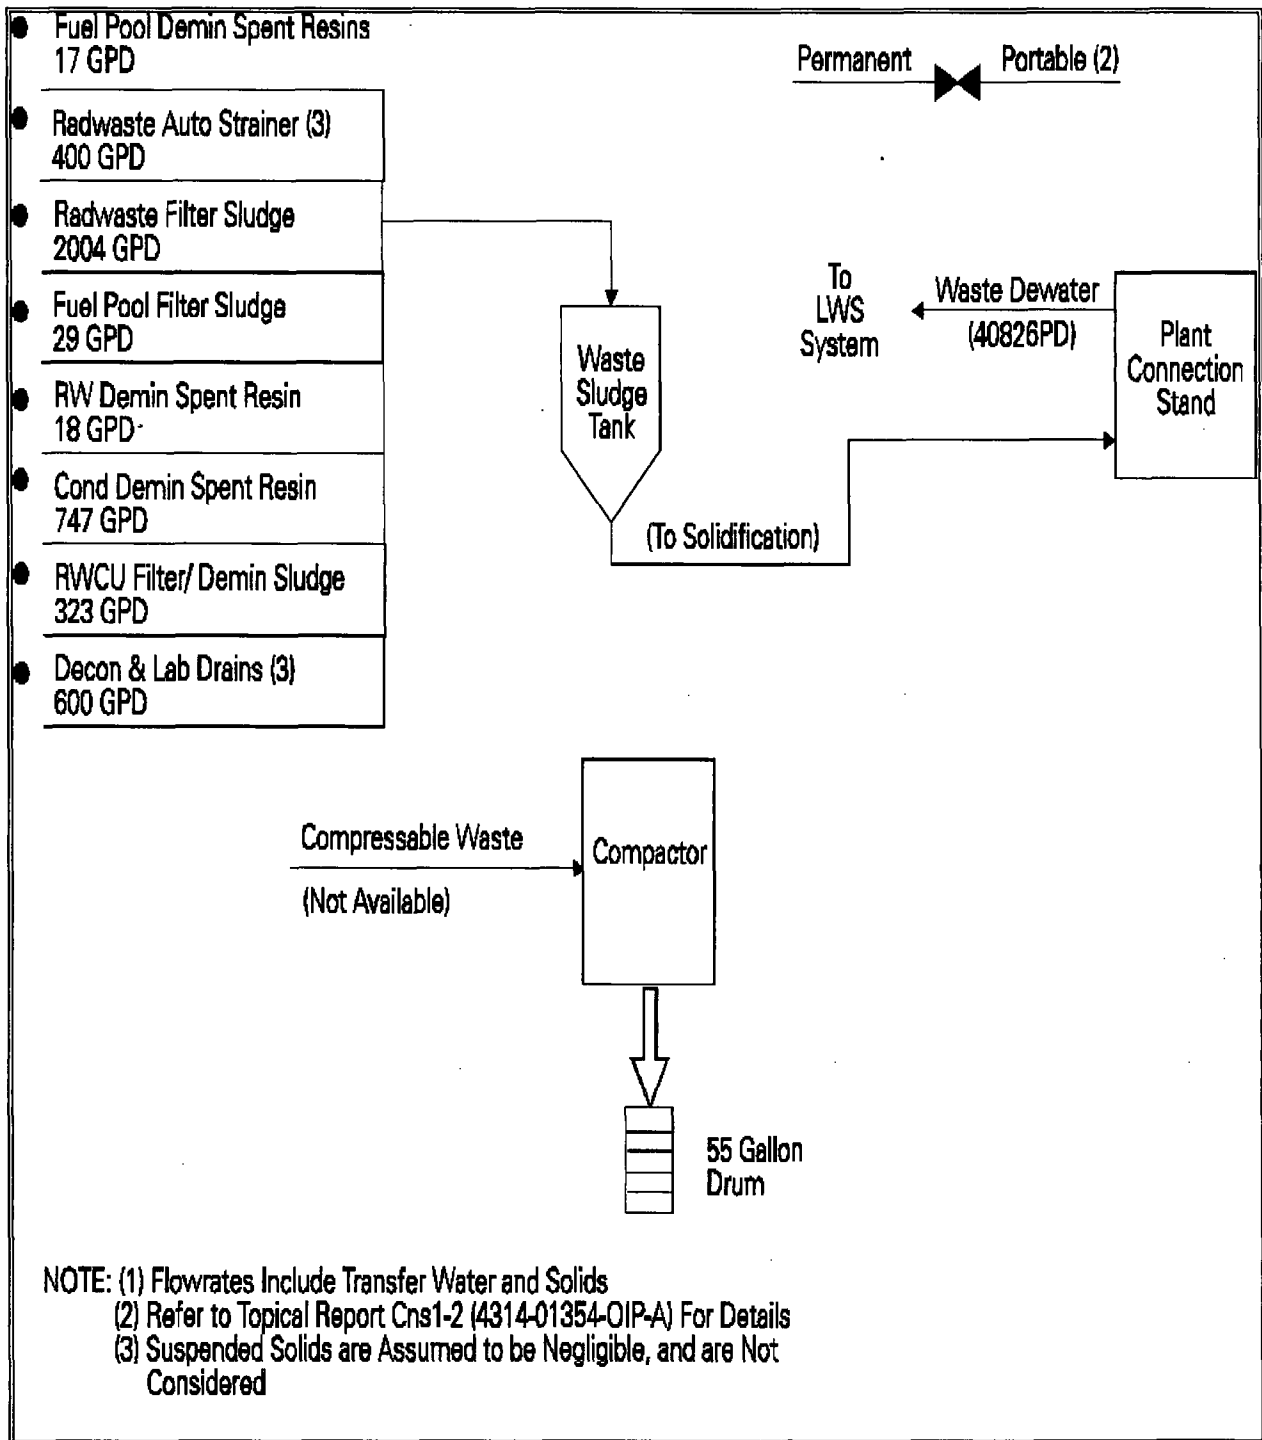 Fuel Pool Demin Spent Resins
17 GPD
Radwaste Auto Strainer (3)
400 GPD
Radwaste Filter Sludge
2004 GPD
Fuel Pool Filter Sludge
29 GPD
RW Demin Spent Resin
18 GPD
Cond Demin Spent Resin
747 GPD
RWCU Filter/ Demin Sludge
323 GPD
Decon & Lab Drains (3)
600 GPD
Permanent
Portable (2)
Waste
Sludge
Tank
(To Solidification)
To
LWS
System
Waste Dewater
(40826PD)
Plant
Connection
Stand
Compressable Waste
(Not Available)
Compactor
55 Gallon
Drum
NOTE: (1) Flowrates Include Transfer Water and Solids
(2) Refer to Topical Report Cns1-2 (4314-01354-OIP-A) For Details
(3) Suspended Solids are Assumed to be Negligible, and are Not
Considered